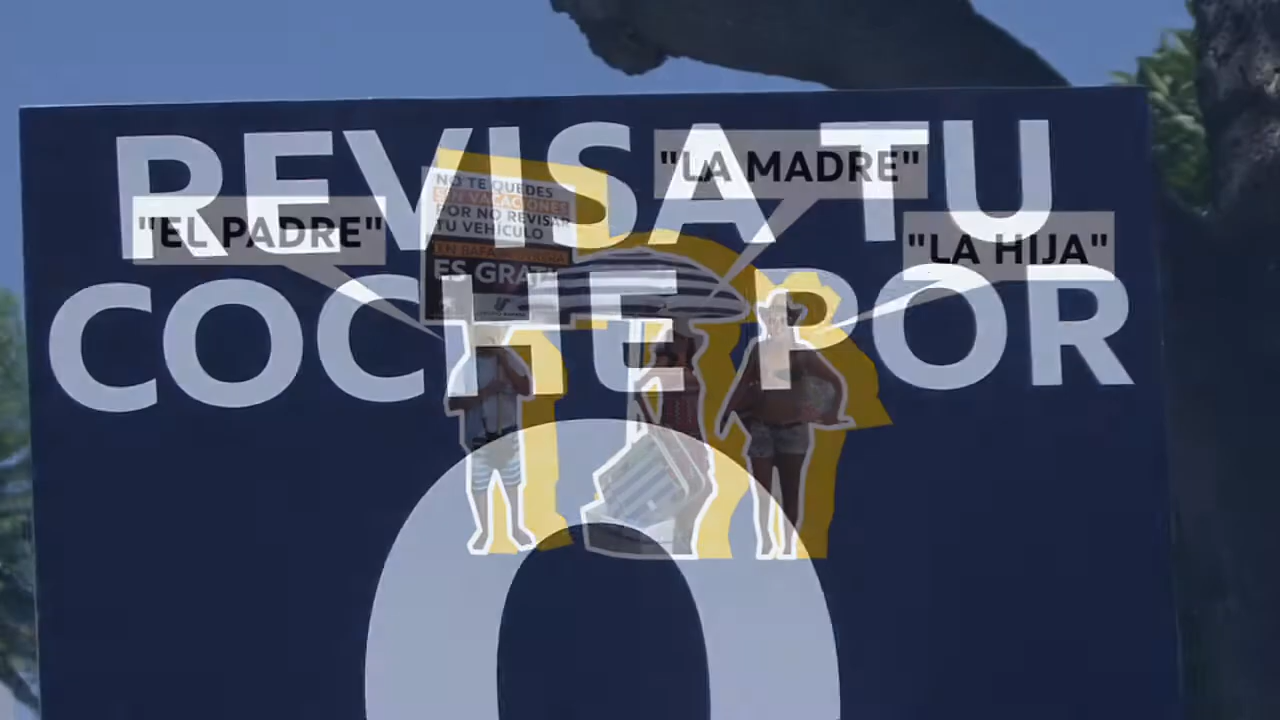 REVISA TU
COCHE POR
0
"EL PADRE"
"LA MADRE"
"LA HIJA"
NO TE QUEDES
SIN VACACIONES
POR NO REVISAR
TU VEHÍCULO
ES GRATIS